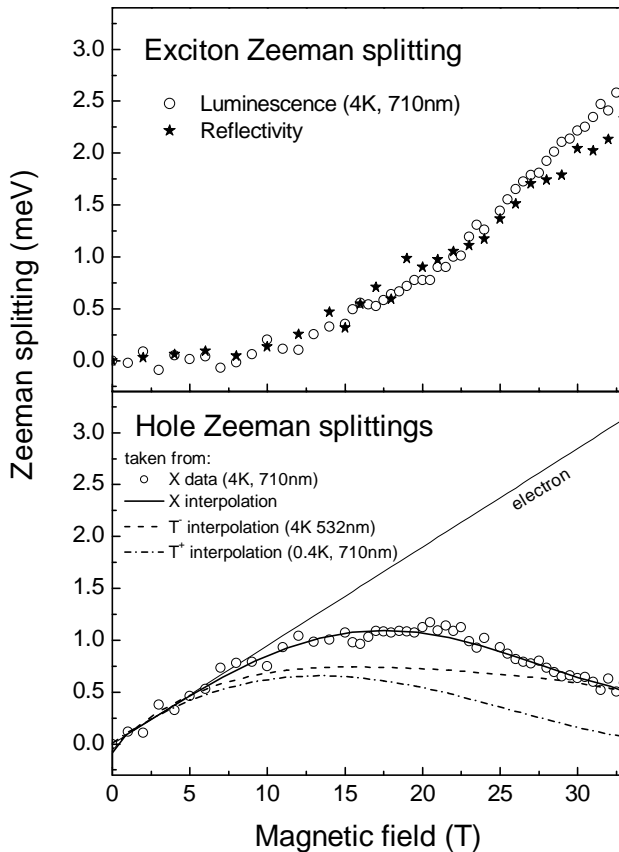 Exciton Zeeman splitting
Luminescence (4K, 710nm)
Reflectivity
3.0
2.5
2.0
1.5
1.0
0.5
0.0
Zeeman splitting (meV)
Hole Zeeman splittings
taken from:
X data (4K, 710nm)
X interpolation
T⁻ interpolation (4K 532nm)
T⁺ interpolation (0.4K, 710nm)
electron
3.0
2.5
2.0
1.5
1.0
0.5
0.0
0 5 10 15 20 25 30
Magnetic field (T)